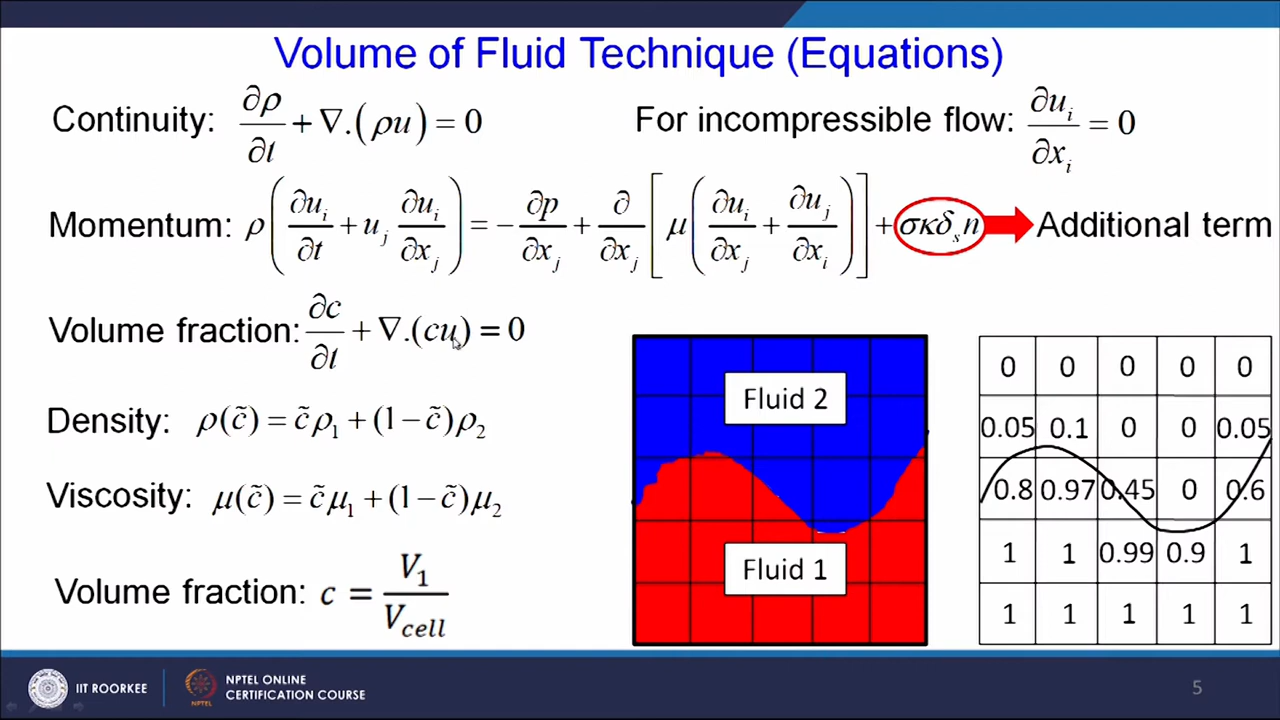 Volume of Fluid Technique (Equations)
Continuity: ∂ρ/∂t + ∇.(ρu) = 0
For incompressible flow: ∂u_i/∂x_i = 0
Momentum: ρ(∂u_i/∂t + u_j ∂u_i/∂x_j) = −∂p/∂x_j + ∂/∂x_j [μ(∂u_i/∂x_j + ∂u_j/∂x_i)] + σκδ_s n
Additional term
Volume fraction: ∂c/∂t + ∇.(cu) = 0
Density: ρ(c̃) = c̃ρ₁ + (1−c̃)ρ₂
Viscosity: μ(c̃) = c̃μ₁ + (1−c̃)μ₂
Volume fraction: c = V₁/V_cell
Fluid 2
Fluid 1
0 0 0 0 0
0.05 0.1 0 0 0.05
0.8 0.97 0.45 0 0.6
1 1 0.99 0.9 1
1 1 1 1 1
IIT ROORKEE
NPTEL
NPTEL ONLINE
CERTIFICATION COURSE
5